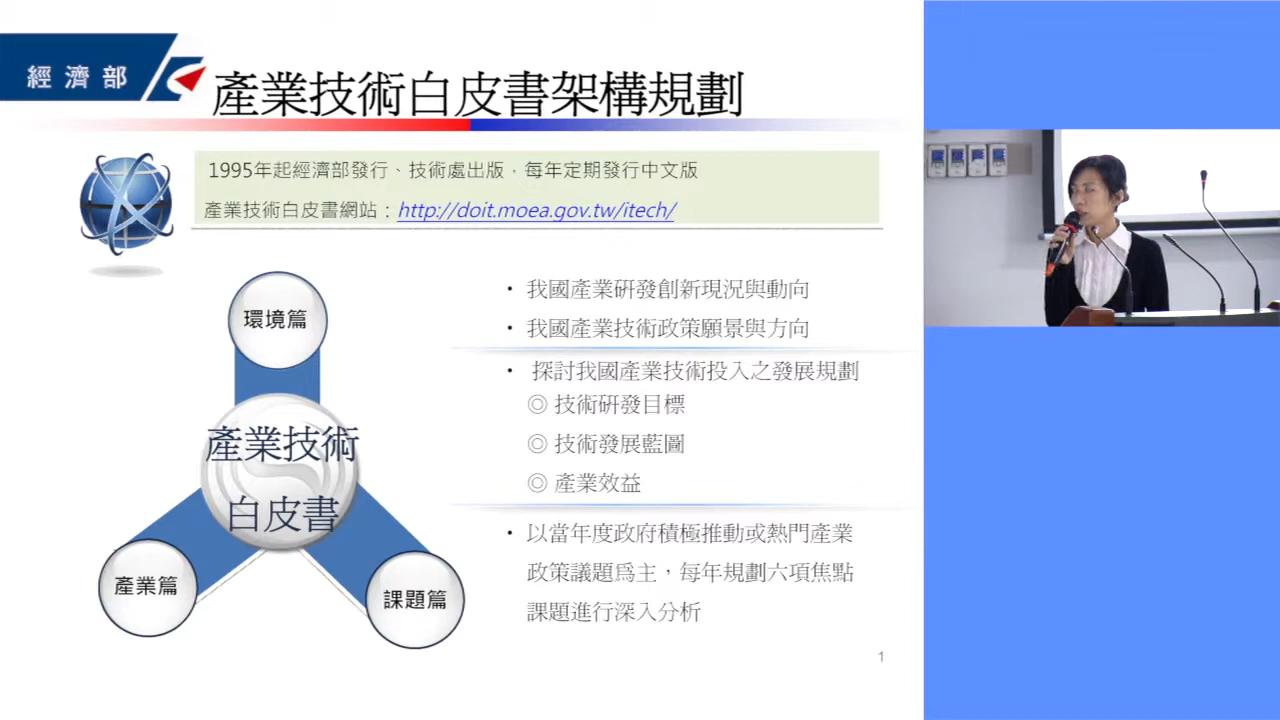 經濟部
產業技術白皮書架構規劃
1995年起經濟部發行、技術處出版，每年定期發行中文版
產業技術白皮書網站：http://doit.moea.gov.tw/itech/
環境篇
產業技術
白皮書
產業篇
課題篇
• 我國產業研發創新現況與動向
• 我國產業技術政策願景與方向
• 探討我國產業技術投入之發展規劃
◎ 技術研發目標
◎ 技術發展藍圖
◎ 產業效益
• 以當年度政府積極推動或熱門產業
政策議題為主，每年規劃六項焦點
課題進行深入分析
1